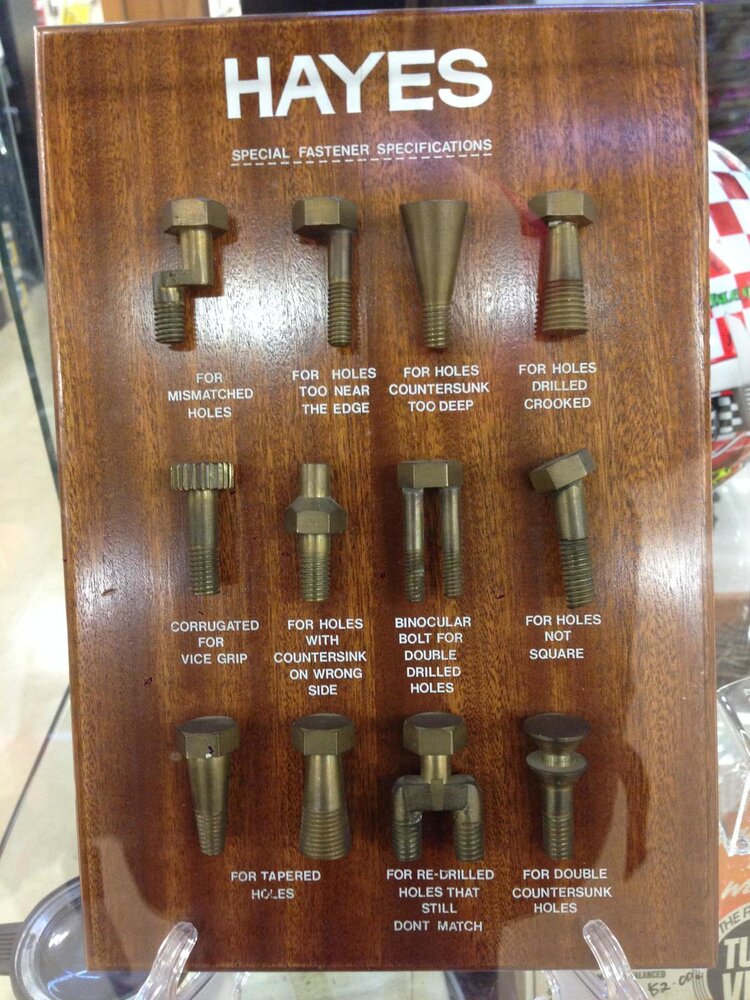 HAYES
SPECIAL FASTENER SPECIFICATIONS
FOR
MISMATCHED
HOLES
FOR HOLES
TOO NEAR
THE EDGE
FOR HOLES
COUNTERSUNK
TOO DEEP
FOR HOLES
DRILLED
CROOKED
CORRUGATED
FOR
VICE GRIP
FOR HOLES
WITH
COUNTERSINK
ON WRONG
SIDE
BINOCULAR
BOLT FOR
DOUBLE
DRILLED
HOLES
FOR HOLES
NOT
SQUARE
FOR TAPERED
HOLES
FOR RE-DRILLED
HOLES THAT
STILL
DONT MATCH
FOR DOUBLE
COUNTERSUNK
HOLES
THE